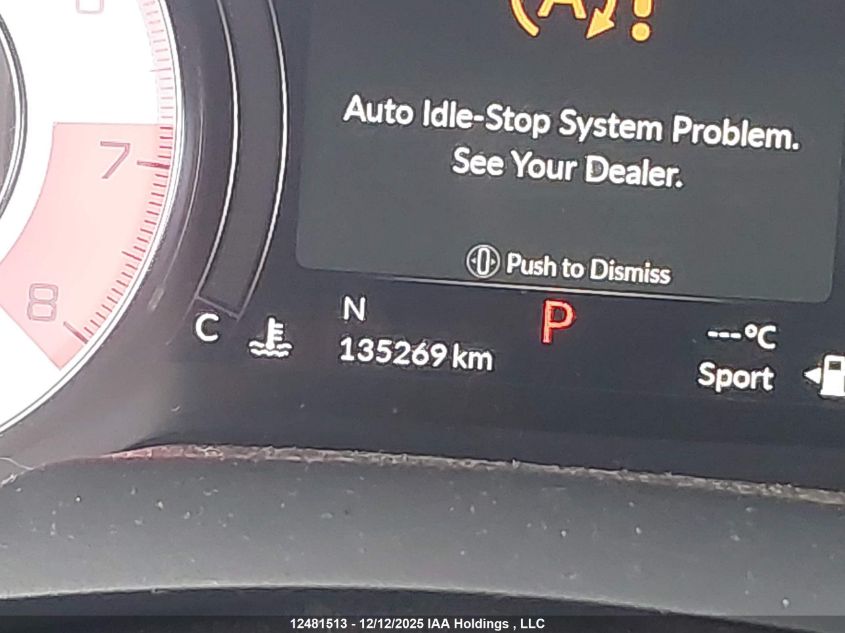 6
Auto Idle-Stop System Problem.
See Your Dealer.
7
Push to Dismiss
8
C
N
P
---°C
135269 km
Sport
12481513 - 12/12/2025 IAA Holdings , LLC